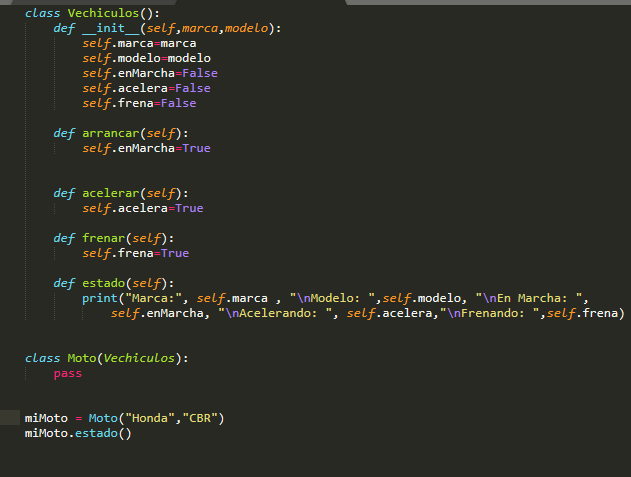 class Vechiculos():
    def __init__(self,marca,modelo):
        self.marca=marca
        self.modelo=modelo
        self.enMarcha=False
        self.acelera=False
        self.frena=False
    def arrancar(self):
        self.enMarcha=True
    def acelerar(self):
        self.acelera=True
    def frenar(self):
        self.frena=True
    def estado(self):
        print("Marca:", self.marca , "\nModelo: ",self.modelo, "\nEn Marcha: ",
            self.enMarcha, "\nAcelerando: ", self.acelera,"\nFrenando: ",self.frena)
class Moto(Vechiculos):
    pass
miMoto = Moto("Honda","CBR")
miMoto.estado()